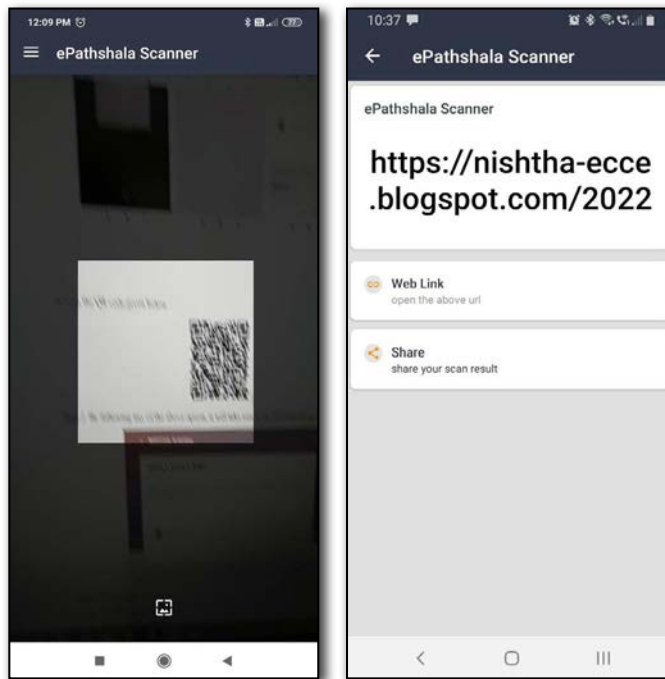 12:09 PM
77
ePathshala Scanner
10:37
ePathshala Scanner
ePathshala Scanner
https://nishtha-ecce
.blogspot.com/2022
Web Link
open the above url
Share
share your scan result